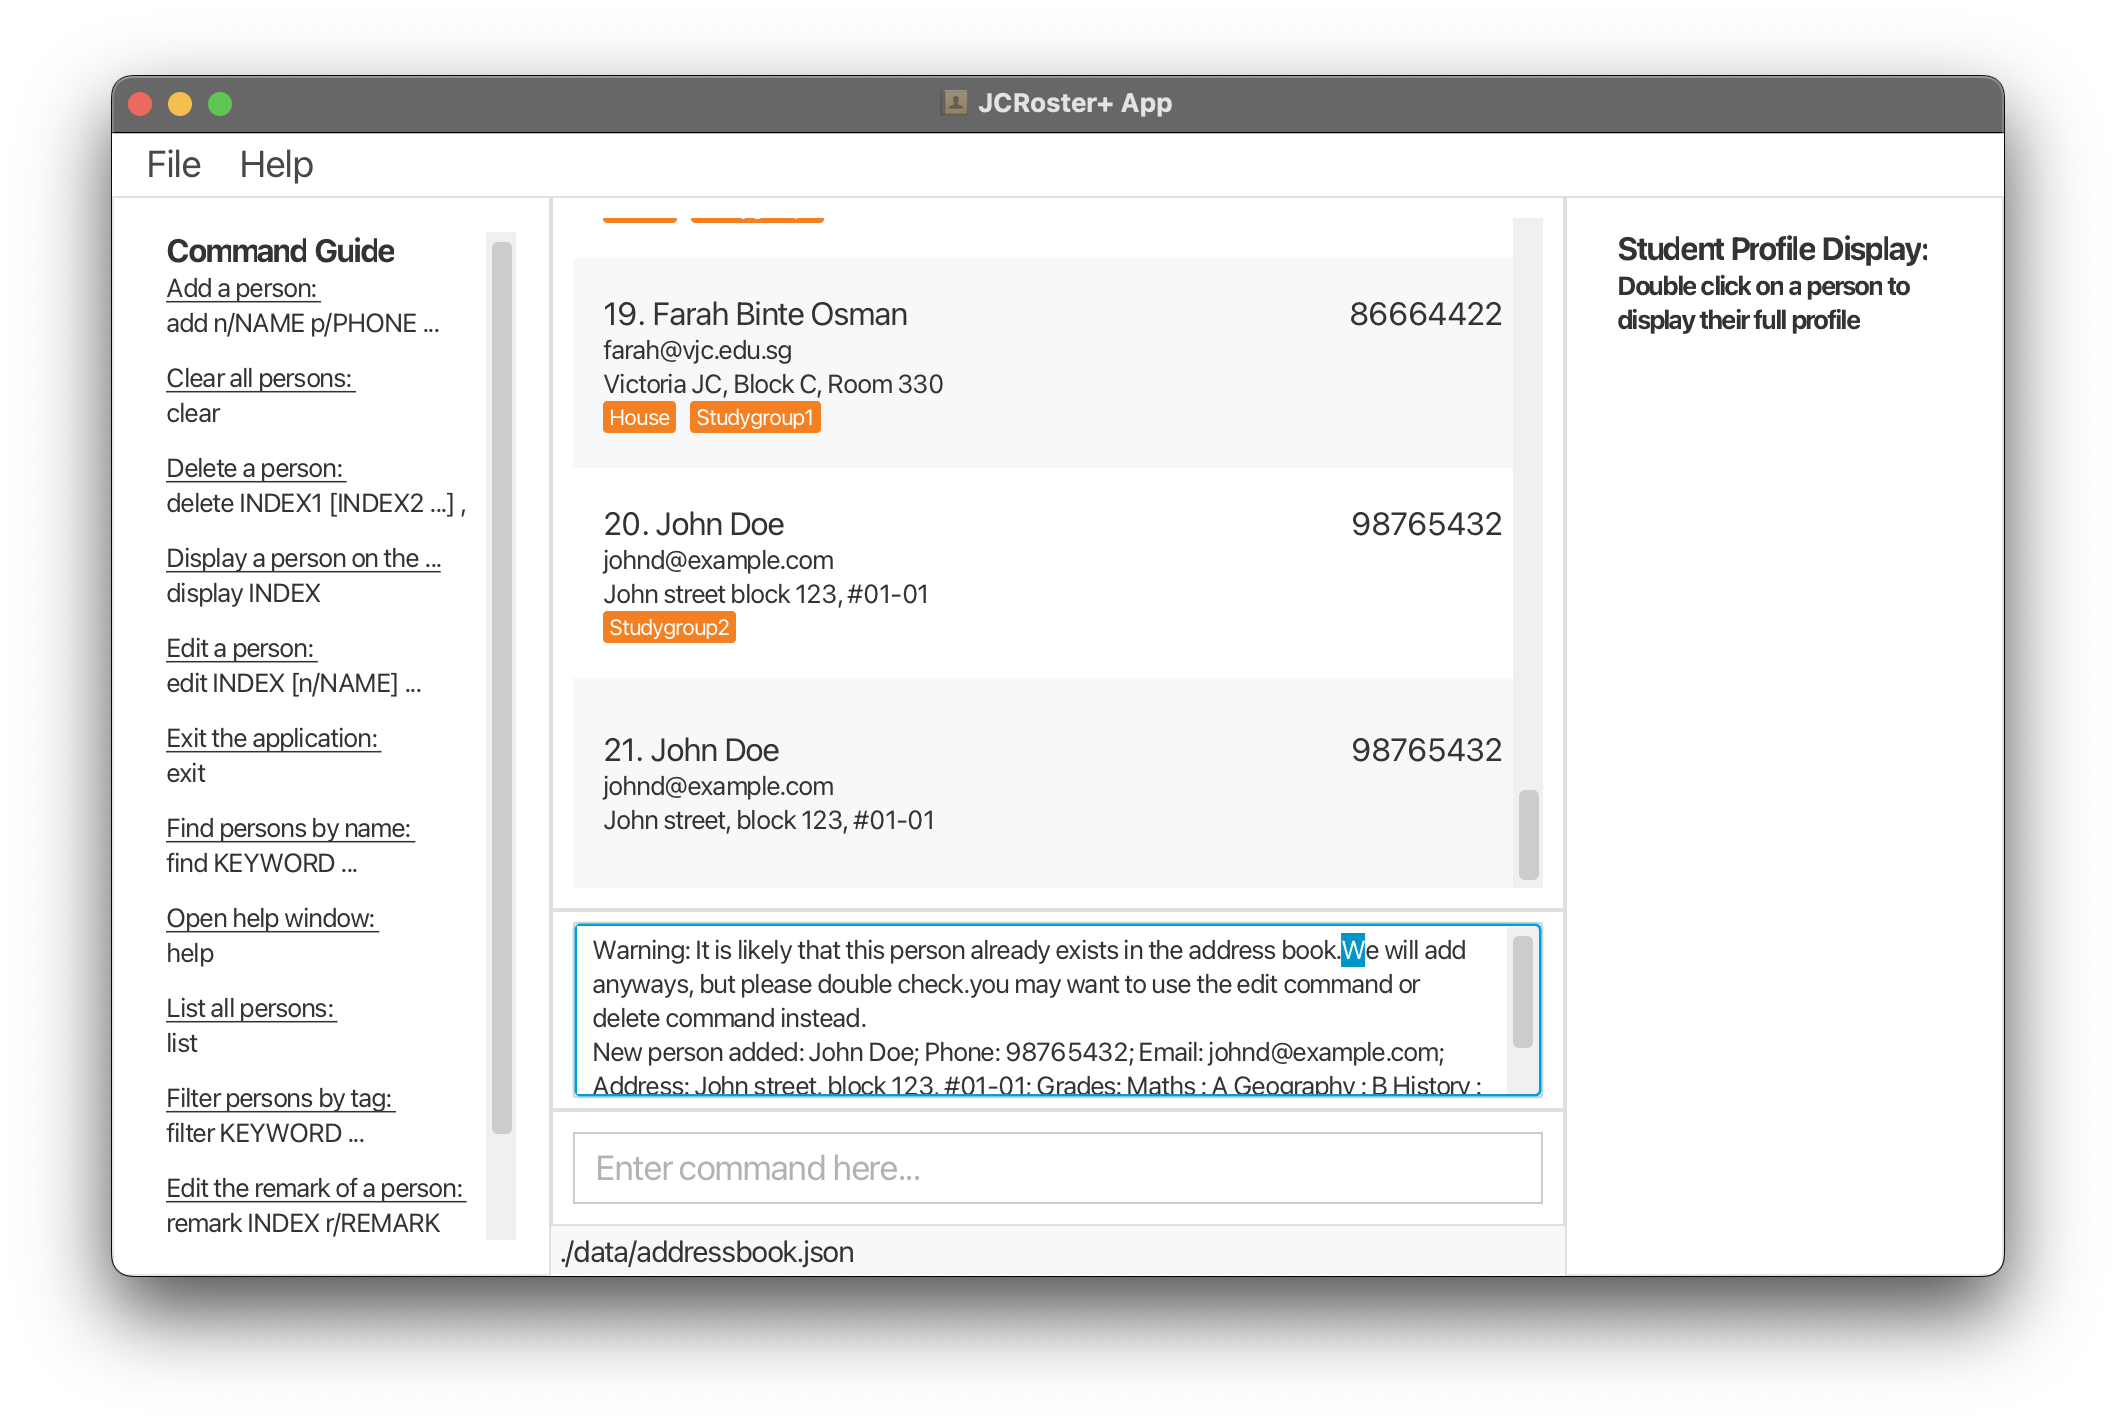 JCRoster+ App
File Help
Command Guide
Add a person:
add n/NAME p/PHONE ...
Clear all persons:
clear
Delete a person:
delete INDEX1 [INDEX2 ...] ,
Display a person on the ...
display INDEX
Edit a person:
edit INDEX [n/NAME] ...
Exit the application:
exit
Find persons by name:
find KEYWORD ...
Open help window:
help
List all persons:
list
Filter persons by tag:
filter KEYWORD ...
Edit the remark of a person:
remark INDEX r/REMARK
19. Farah Binte Osman 86664422
farah@vjc.edu.sg
Victoria JC, Block C, Room 330
House Studygroup1
20. John Doe 98765432
johnd@example.com
John street block 123, #01-01
Studygroup2
21. John Doe 98765432
johnd@example.com
John street, block 123, #01-01
Warning: It is likely that this person already exists in the address book.We will add
anyways, but please double check.you may want to use the edit command or
delete command instead.
New person added: John Doe; Phone: 98765432; Email: johnd@example.com;
Address: John street, block 123, #01-01; Grades: Maths : A Geography : B History :
Enter command here...
./data/addressbook.json
Student Profile Display:
Double click on a person to
display their full profile